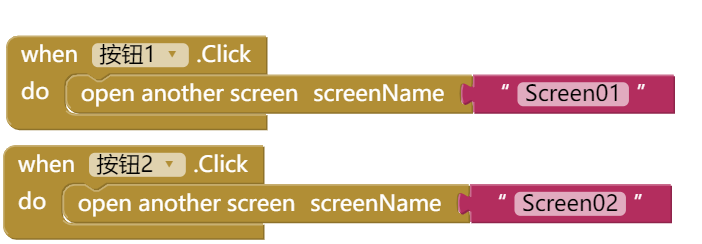 when 按钮1 .Click
do open another screen screenName " Screen01 "
when 按钮2 .Click
do open another screen screenName " Screen02 "